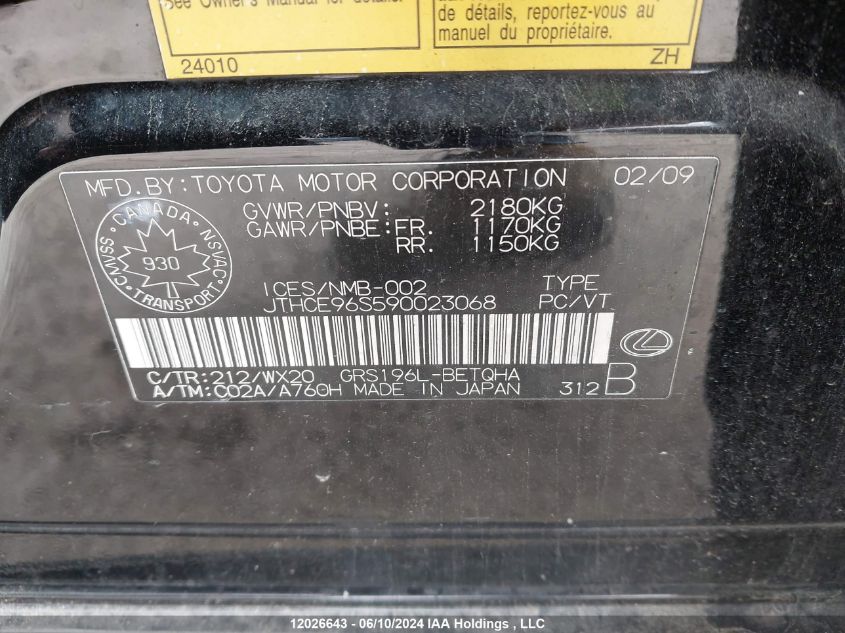 See Owner's Manual for details.
de détails, reportez-vous au
manuel du propriétaire.
24010 ZH
MFD.BY:TOYOTA MOTOR CORPORATION 02/09
GVWR/PNBV: 2180KG
GAWR/PNBE:FR. 1170KG
RR. 1150KG
CANADA
CMVSS NSVAC
930
TRANSPORT
ICES/NMB-002 TYPE
JTHCE96S590023068 PC/VT
C/TR:212/WX20 GRS196L-BETQHA
A/TM:C02A/A760H MADE IN JAPAN 312B
12026643 - 06/10/2024 IAA Holdings , LLC